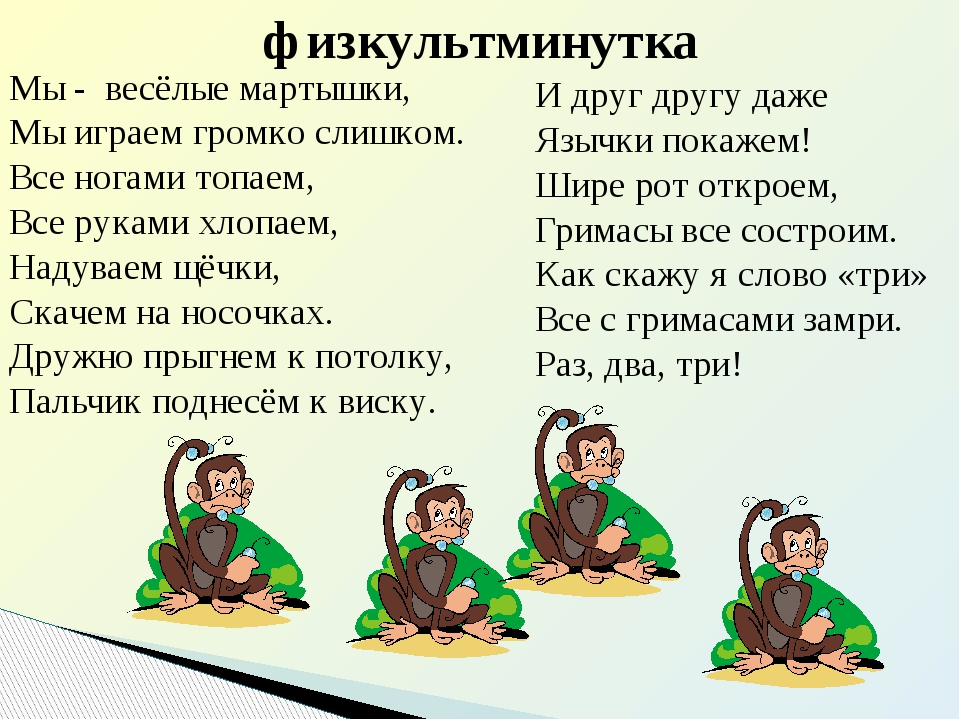 физкультминутка
Мы - весёлые мартышки,
Мы играем громко слишком.
Все ногами топаем,
Все руками хлопаем,
Надуваем щёчки,
Скачем на носочках.
Дружно прыгнем к потолку,
Пальчик поднесём к виску.
И друг другу даже
Язычки покажем!
Шире рот откроем,
Гримасы все состроим.
Как скажу я слово «три»
Все с гримасами замри.
Раз, два, три!